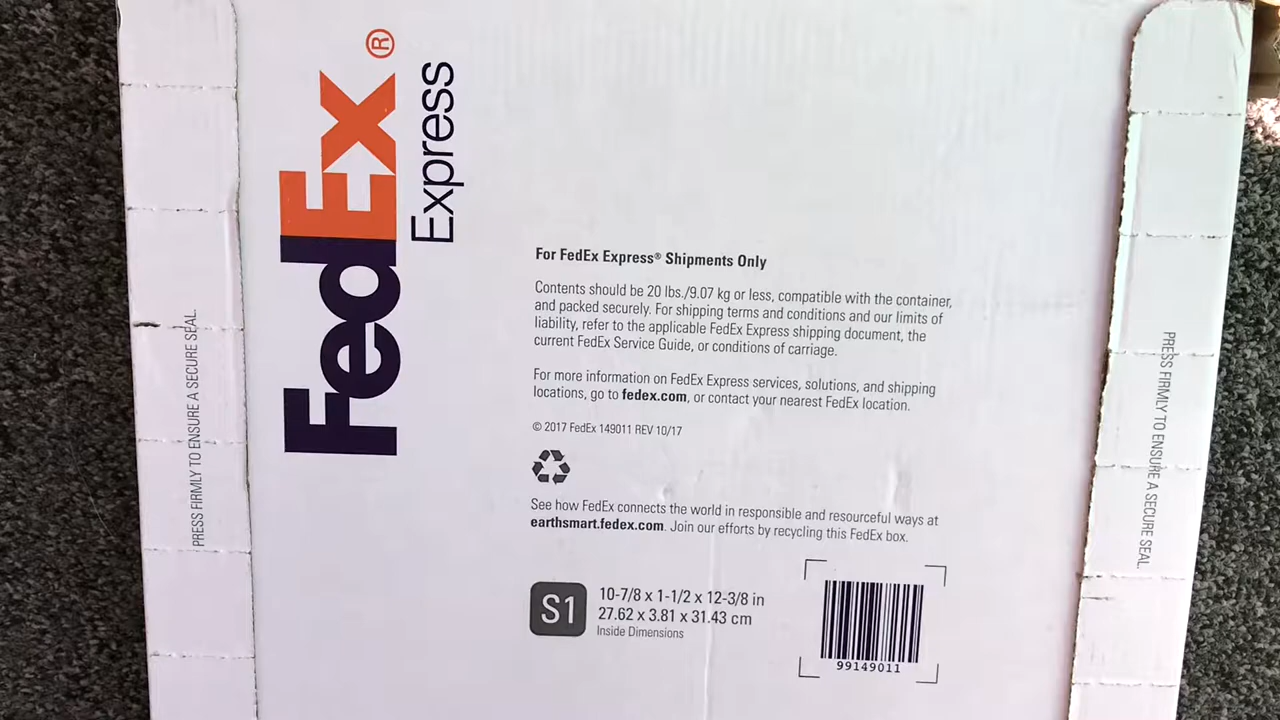 FedEx®
Express
For FedEx Express® Shipments Only
Contents should be 20 lbs./9.07 kg or less, compatible with the container,
and packed securely. For shipping terms and conditions and our limits of
liability, refer to the applicable FedEx Express shipping document, the
current FedEx Service Guide, or conditions of carriage.
For more information on FedEx Express services, solutions, and shipping
locations, go to fedex.com, or contact your nearest FedEx location.
© 2017 FedEx 149011 REV 10/17
See how FedEx connects the world in responsible and resourceful ways at
earthsmart.fedex.com. Join our efforts by recycling this FedEx box.
S1
10-7/8 x 1-1/2 x 12-3/8 in
27.62 x 3.81 x 31.43 cm
Inside Dimensions
99149011
PRESS FIRMLY TO ENSURE A SECURE SEAL.
PRESS FIRMLY TO ENSURE A SECURE SEAL.